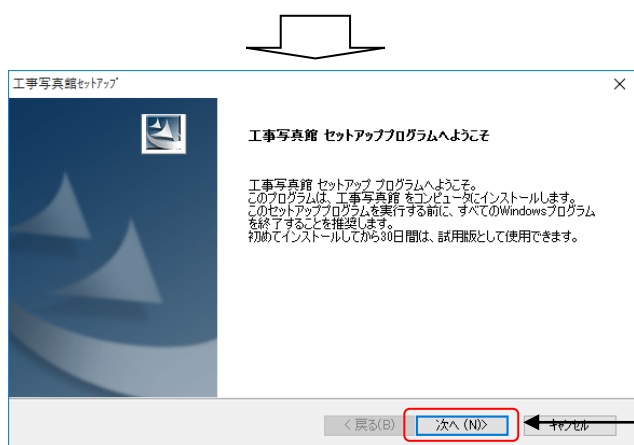 工事写真館セットアップ
工事写真館 セットアッププログラムへようこそ
工事写真館 セットアップ プログラムへようこそ。
このプログラムは、工事写真館 をコンピュータにインストールします。
このセットアッププログラムを実行する前に、すべてのWindowsプログラム
を終了することを推奨します。
初めてインストールしてから30日間は、試用版として使用できます。
< 戻る(B)
次へ (N)>
キャンセル